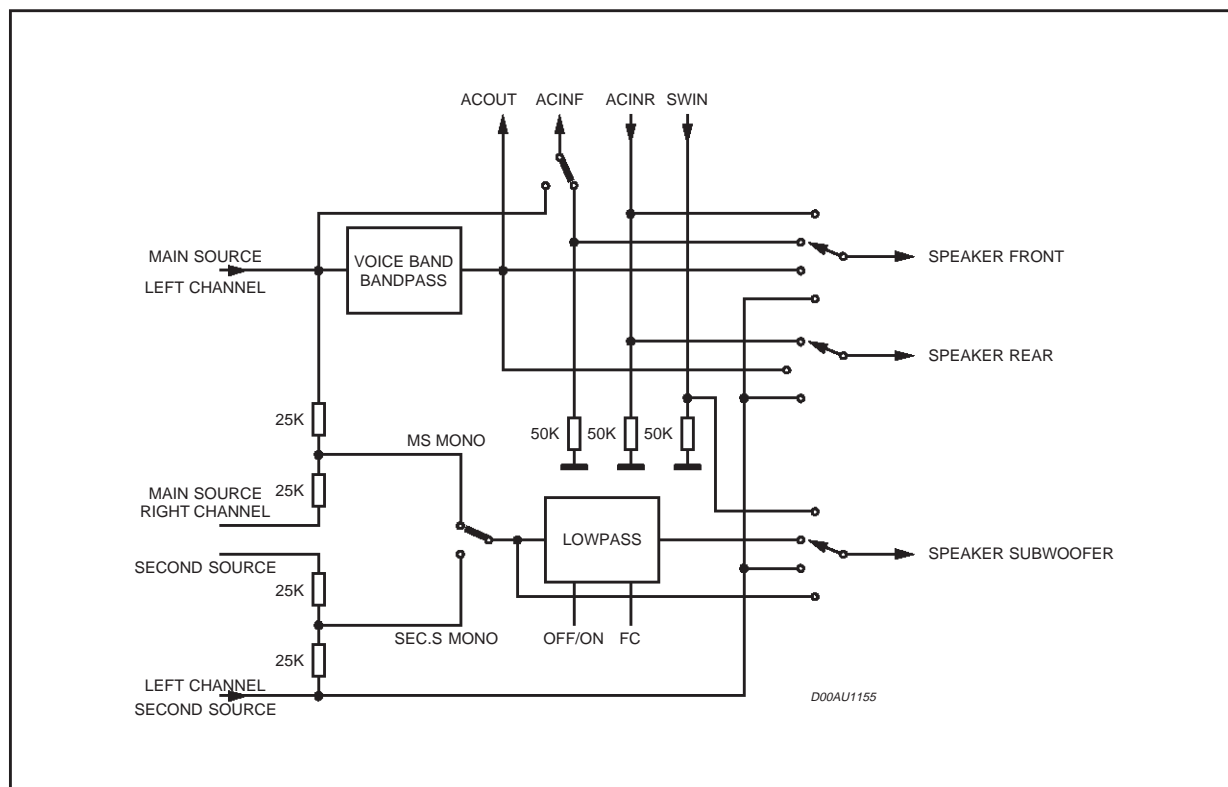 ACOUT
ACINF
ACINR
SWIN
MAIN SOURCE
LEFT CHANNEL
VOICE BAND
BANDPASS
SPEAKER FRONT
SPEAKER REAR
25K
50K
50K
50K
MS MONO
25K
MAIN SOURCE
RIGHT CHANNEL
LOWPASS
SPEAKER SUBWOOFER
SECOND SOURCE
25K
SEC.S MONO
OFF/ON
FC
25K
LEFT CHANNEL
SECOND SOURCE
D00AU1155